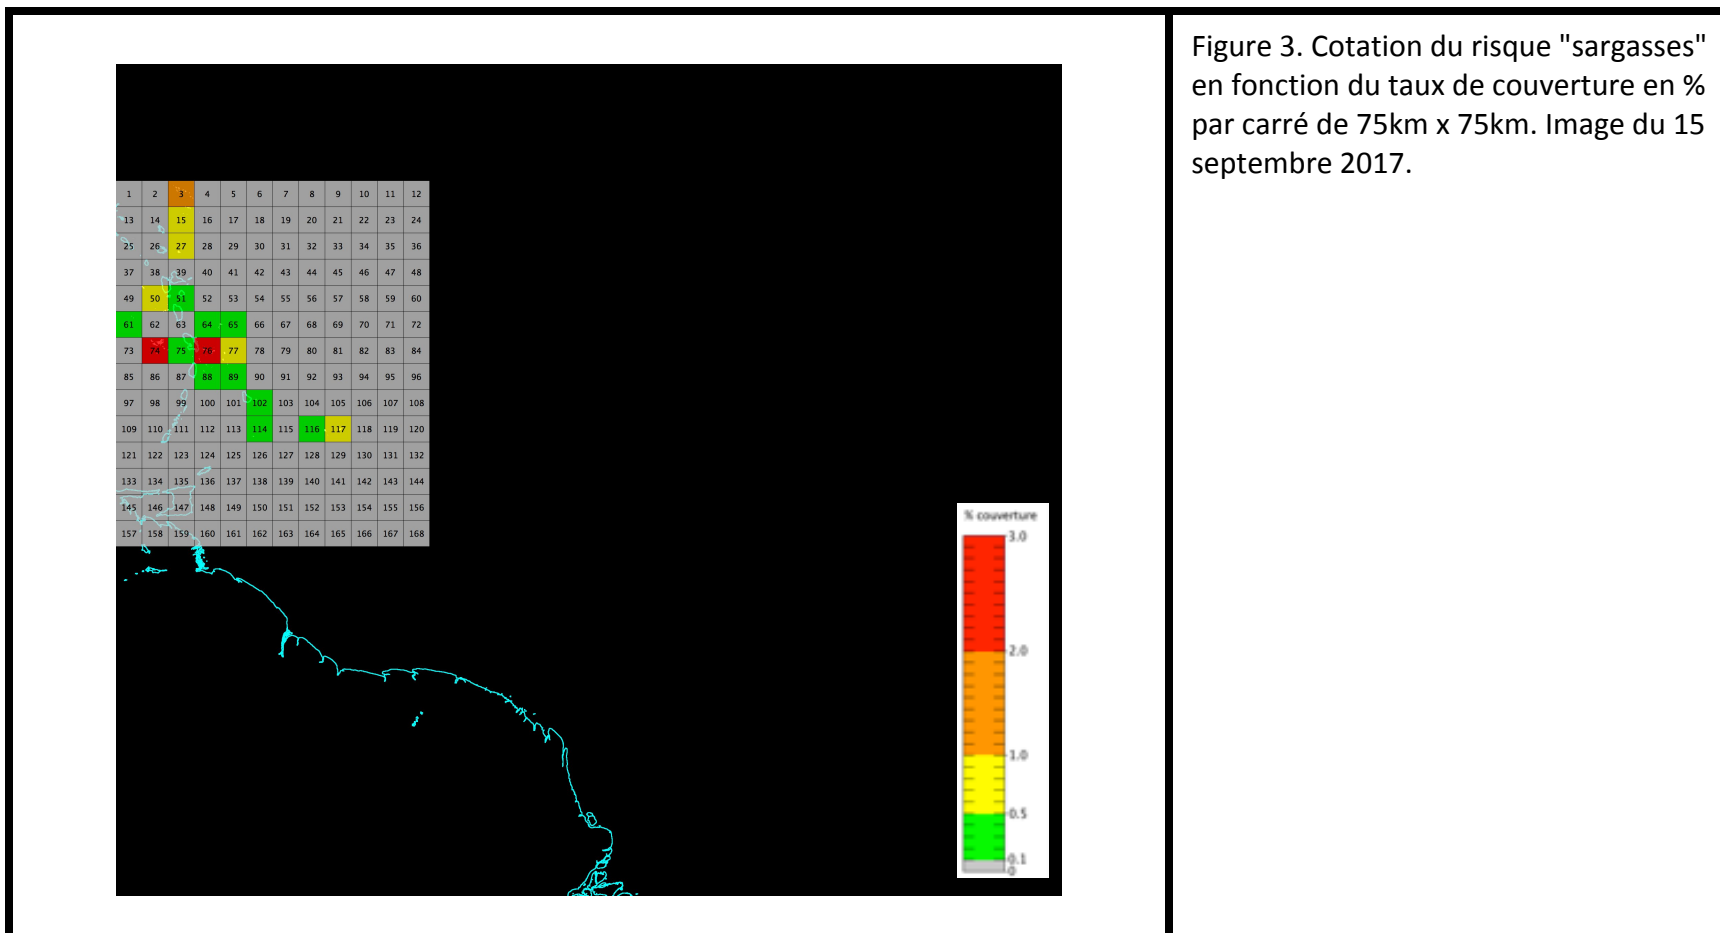 Figure 3. Cotation du risque "sargasses"
en fonction du taux de couverture en %
par carré de 75km x 75km. Image du 15
septembre 2017.
1 2 3 4 5 6 7 8 9 10 11 12
13 14 15 16 17 18 19 20 21 22 23 24
25 26 27 28 29 30 31 32 33 34 35 36
37 38 39 40 41 42 43 44 45 46 47 48
49 50 51 52 53 54 55 56 57 58 59 60
61 62 63 64 65 66 67 68 69 70 71 72
73 74 75 76 77 78 79 80 81 82 83 84
85 86 87 88 89 90 91 92 93 94 95 96
97 98 99 100 101 102 103 104 105 106 107 108
109 110 111 112 113 114 115 116 117 118 119 120
121 122 123 124 125 126 127 128 129 130 131 132
133 134 135 136 137 138 139 140 141 142 143 144
145 146 147 148 149 150 151 152 153 154 155 156
157 158 159 160 161 162 163 164 165 166 167 168
% couverture
3.0
2.0
1.0
0.5
0.1
0